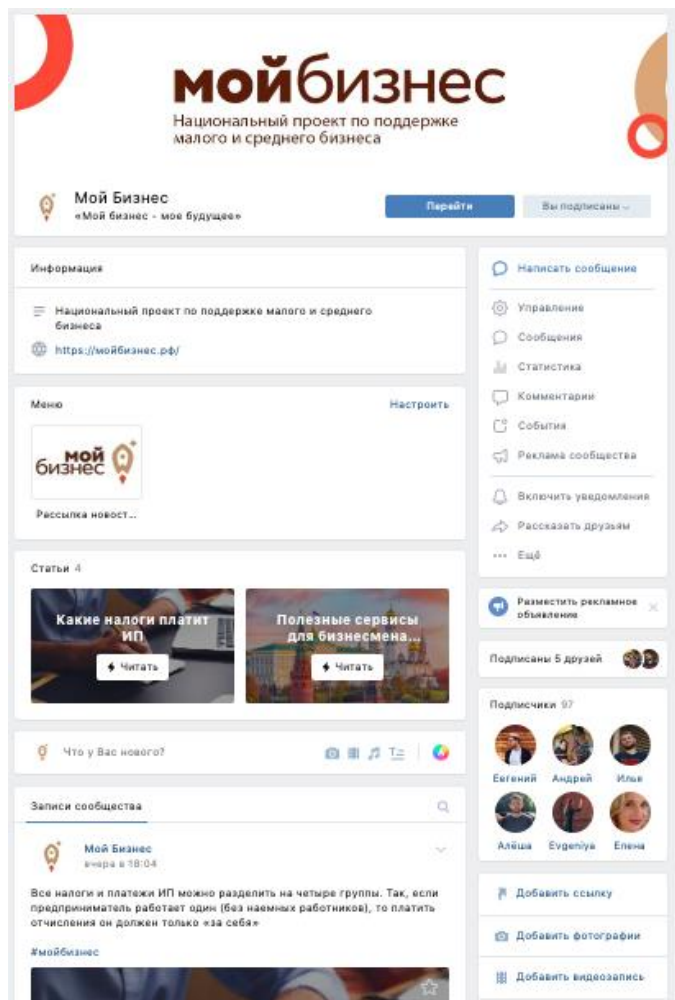 мойбизнес
Национальный проект по поддержке
малого и среднего бизнеса
Мой Бизнес
«Мой бизнес - мое будущее»
Перейти
Вы подписаны
Информация
Национальный проект по поддержке малого и среднего
бизнеса
https://мойбизнес.рф/
Меню
Настроить
мой
бизнес
Рассылка новост...
Статьи 4
Какие налоги платит
ИП
Читать
Полезные сервисы
для бизнесмена...
Читать
Что у Вас нового?
Записи сообщества
Мой Бизнес
вчера в 18:04
Все налоги и платежи ИП можно разделить на четыре группы. Так, если
предприниматель работает один (без наемных работников), то платить
отчисления он должен только «за себя»
#мойбизнес
Написать сообщение
Управление
Сообщения
Статистика
Комментарии
События
Реклама сообщества
Включить уведомления
Рассказать друзьям
Ещё
Разместить рекламное
объявление
Подписаны 5 друзей
Подписчики 97
Евгений Андрей Илья
Алёша Evgeniya Елена
Добавить ссылку
Добавить фотографии
Добавить видеозапись